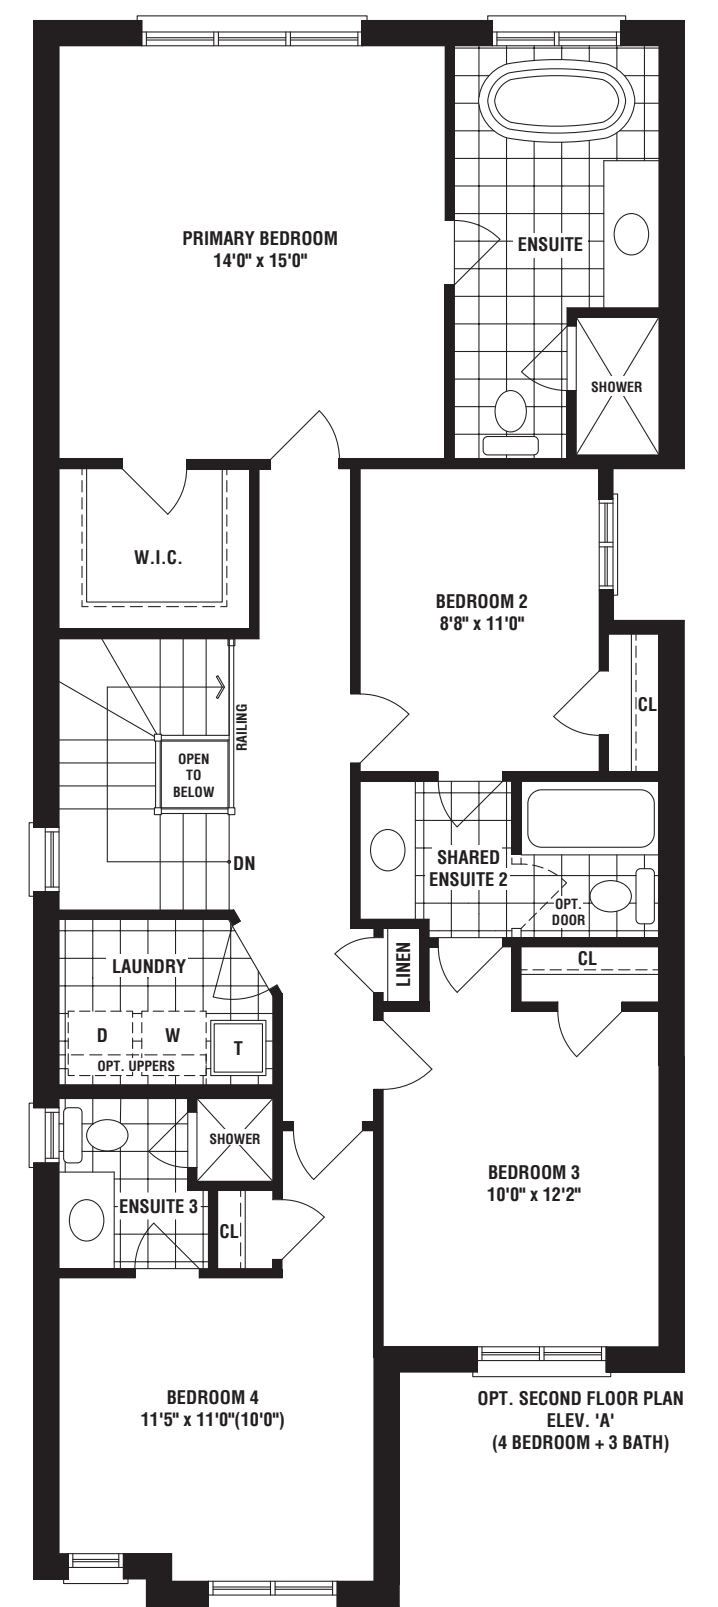 PRIMARY BEDROOM
14'0" x 15'0"
ENSUITE
SHOWER
W.I.C.
BEDROOM 2
8'8" x 11'0"
CL
RAILING
OPEN
TO
BELOW
DN
SHARED
ENSUITE 2
OPT.
DOOR
LINEN
CL
LAUNDRY
D
W
T
OPT. UPPERS
SHOWER
ENSUITE 3
CL
BEDROOM 3
10'0" x 12'2"
BEDROOM 4
11'5" x 11'0"(10'0")
OPT. SECOND FLOOR PLAN
ELEV. 'A'
(4 BEDROOM + 3 BATH)